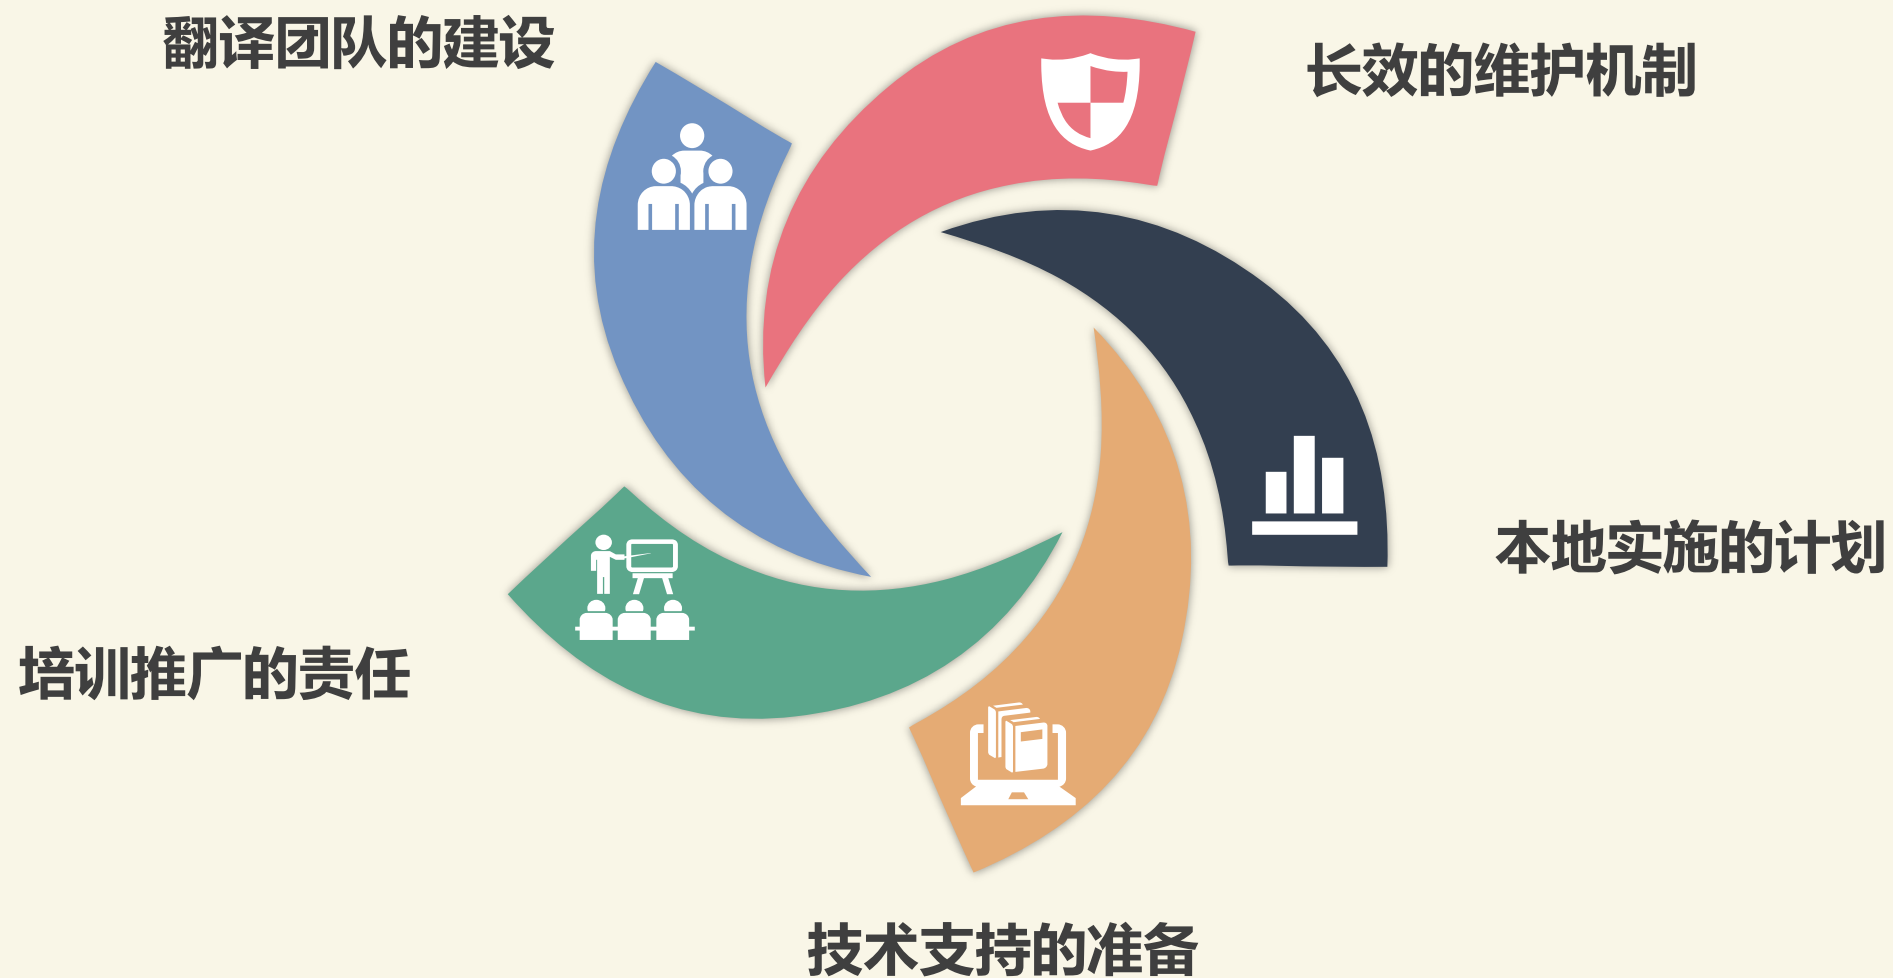 翻译团队的建设
长效的维护机制
本地实施的计划
培训推广的责任
技术支持的准备